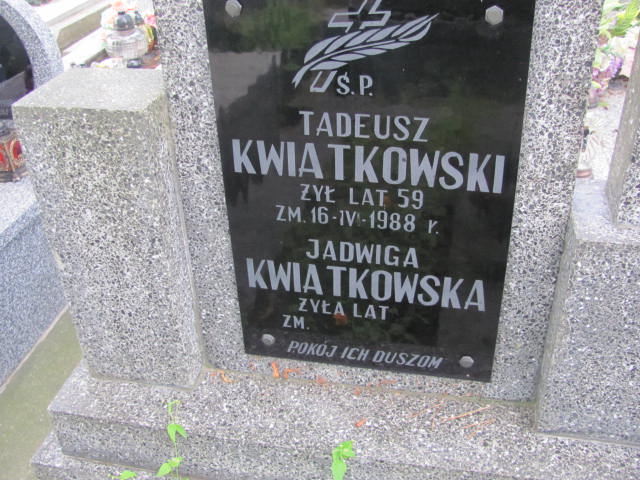 Ś.P.
TADEUSZ
KWIATKOWSKI
ŻYŁ LAT 59
ZM. 16-IV-1988 r.
JADWIGA
KWIATKOWSKA
ŻYŁA LAT
ZM.
POKÓJ ICH DUSZOM